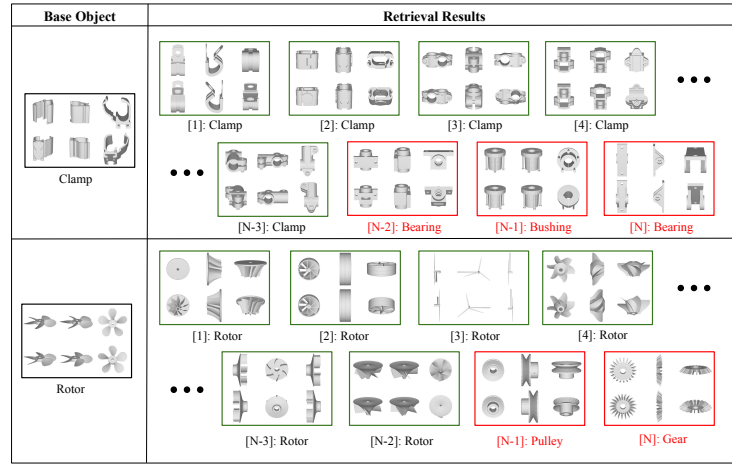 Base Object
Retrieval Results
Clamp
[1]: Clamp
[2]: Clamp
[3]: Clamp
[4]: Clamp
[N-3]: Clamp
[N-2]: Bearing
[N-1]: Bushing
[N]: Bearing
Rotor
[1]: Rotor
[2]: Rotor
[3]: Rotor
[4]: Rotor
[N-3]: Rotor
[N-2]: Rotor
[N-1]: Pulley
[N]: Gear